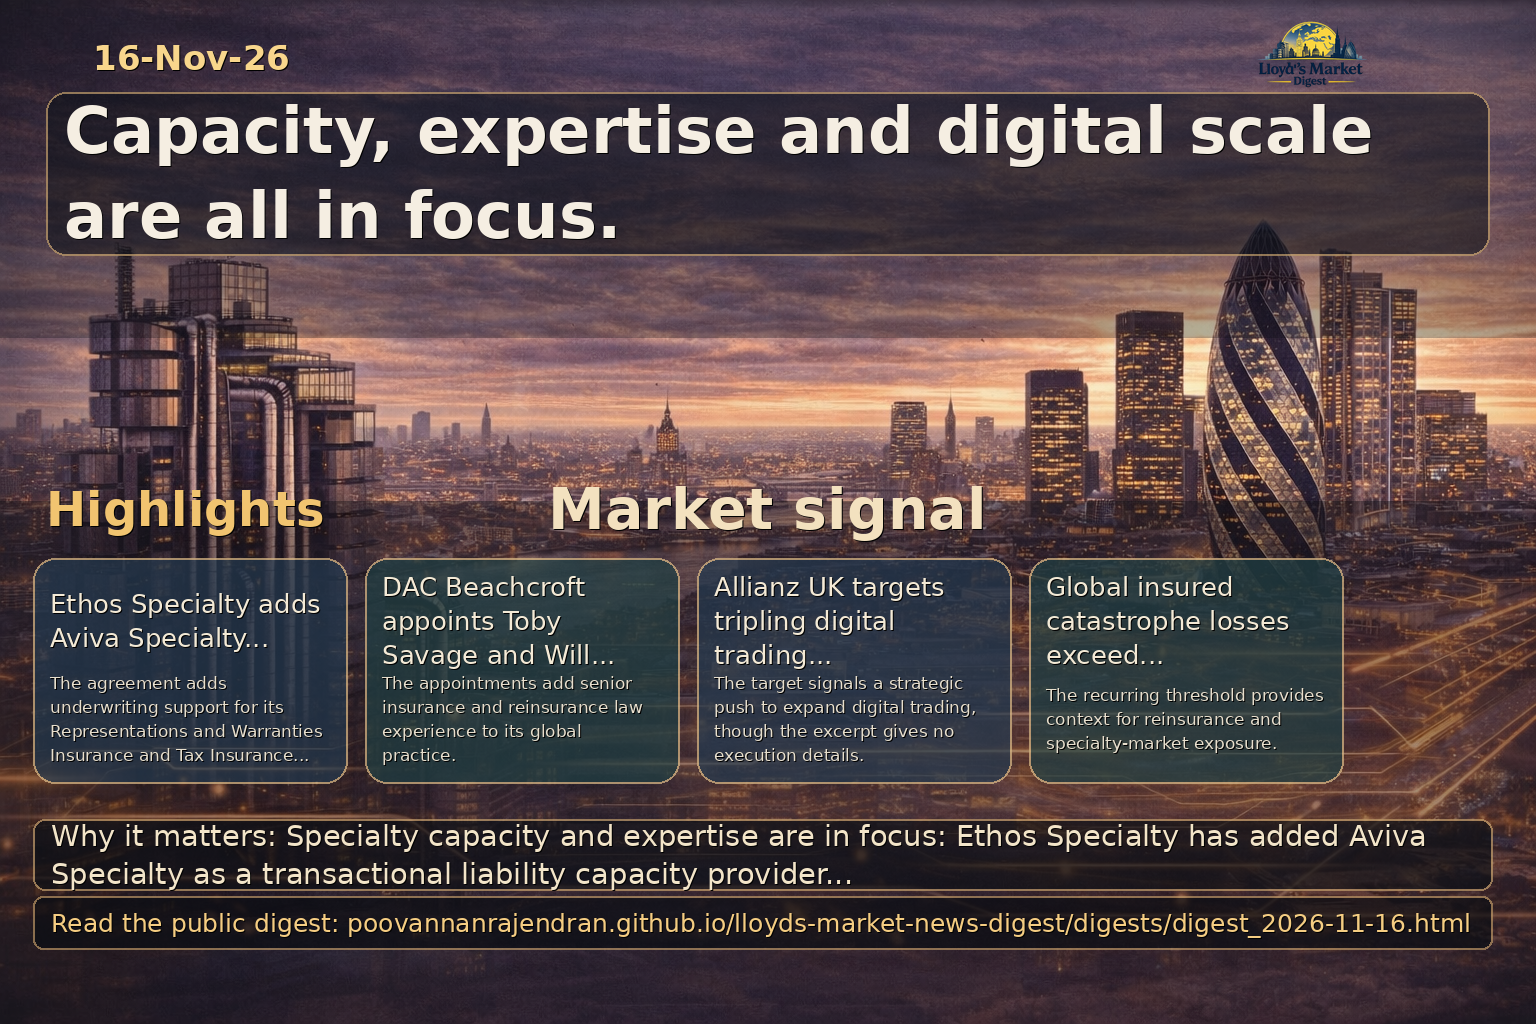 16-Nov-26
Lloyd's Market
Digest
Capacity, expertise and digital scale
are all in focus.
Highlights
Market signal
Ethos Specialty adds
Aviva Specialty...
The agreement adds
underwriting support for its
Representations and Warranties
Insurance and Tax Insurance...
DAC Beachcroft
appoints Toby
Savage and Will...
The appointments add senior
insurance and reinsurance law
experience to its global
practice.
Allianz UK targets
tripling digital
trading...
The target signals a strategic
push to expand digital trading,
though the excerpt gives no
execution details.
Global insured
catastrophe losses
exceed...
The recurring threshold provides
context for reinsurance and
specialty-market exposure.
Why it matters: Specialty capacity and expertise are in focus: Ethos Specialty has added Aviva
Specialty as a transactional liability capacity provider...
Read the public digest: poovannanrajendran.github.io/lloyds-market-news-digest/digests/digest_2026-11-16.html